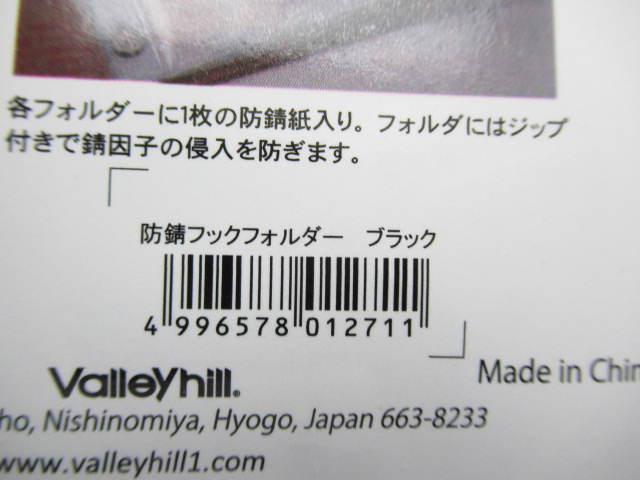 各フォルダーに1枚の防錆紙入り。フォルダにはジップ
付きで錆因子の侵入を防ぎます。
防錆フックフォルダー　ブラック
4 996578 012711
Valleyhill®
Made in Chin
ho, Nishinomiya, Hyogo, Japan 663-8233
www.valleyhill1.com